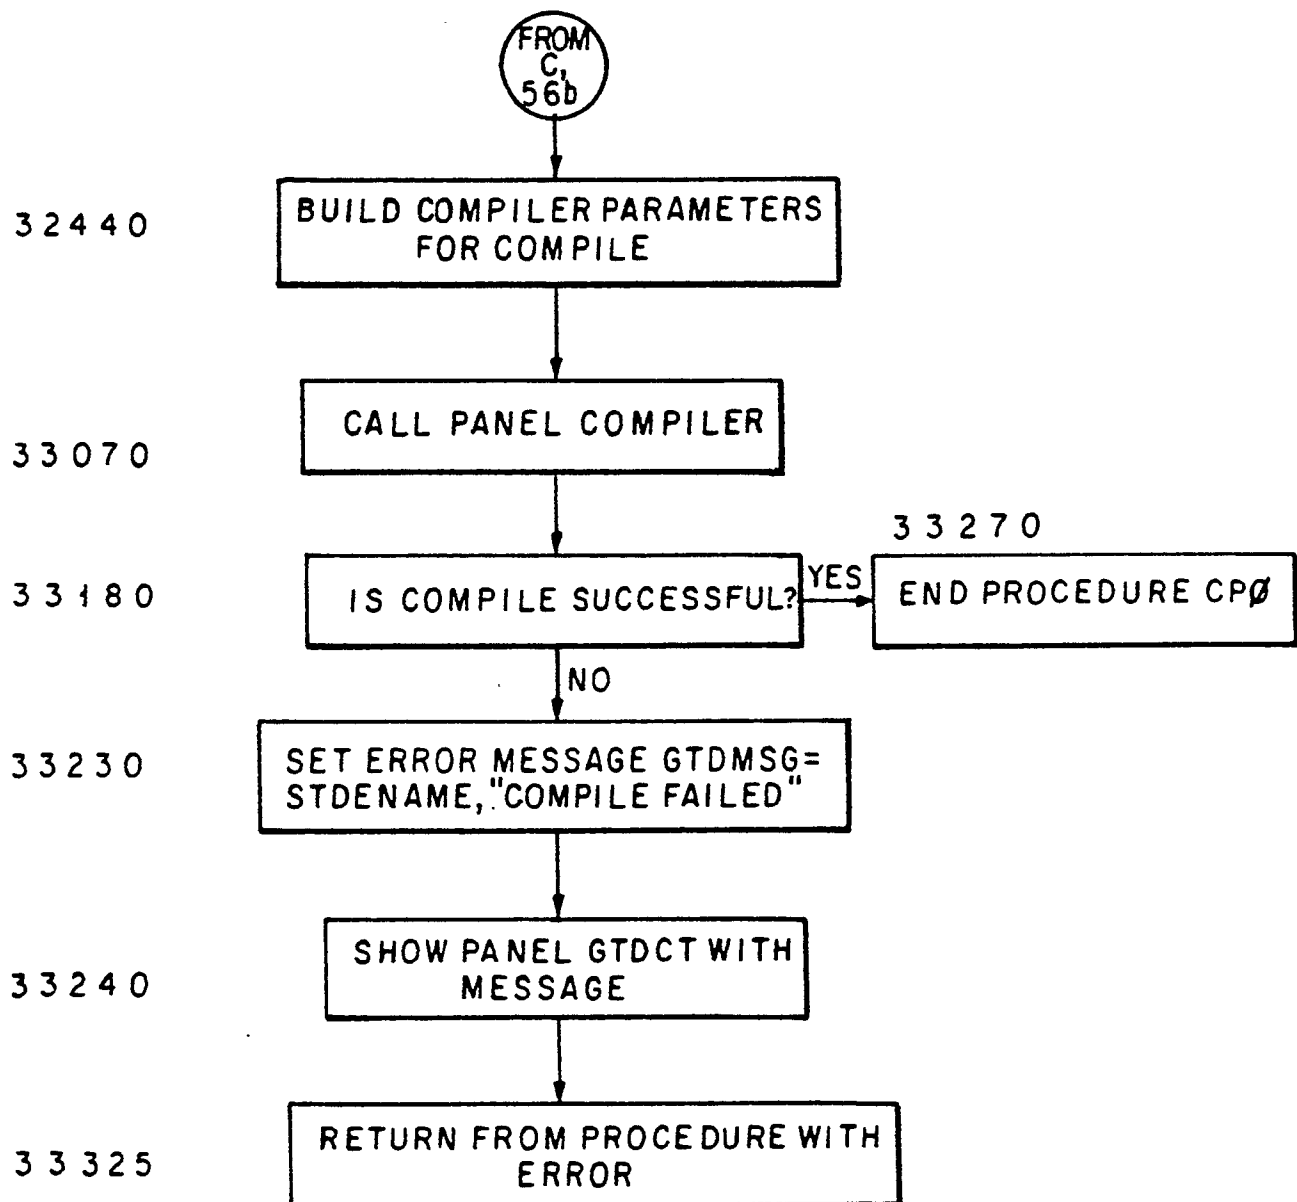 FROM
C,
56b
32440
BUILD COMPILER PARAMETERS
FOR COMPILE
CALL PANEL COMPILER
33070
33270
33180
IS COMPILE SUCCESSFUL?
YES
END PROCEDURE CPØ
NO
33230
SET ERROR MESSAGE GTDMSG=
STDENAME, "COMPILE FAILED"
SHOW PANEL GTDCT WITH
MESSAGE
33240
RETURN FROM PROCEDURE WITH
ERROR
33325